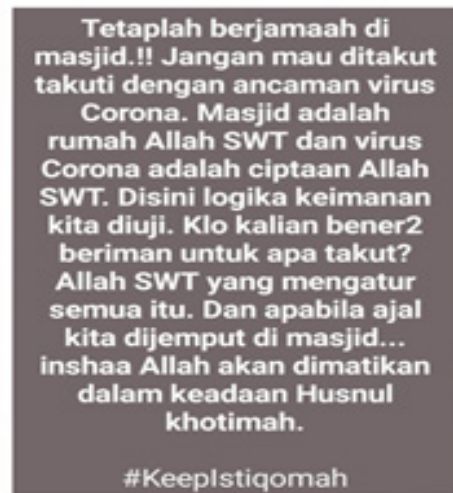 Tetaplah berjamaah di
masjid.!! Jangan mau ditakut
takuti dengan ancaman virus
Corona. Masjid adalah
rumah Allah SWT dan virus
Corona adalah ciptaan Allah
SWT. Disini logika keimanan
kita diuji. Klo kalian bener2
beriman untuk apa takut?
Allah SWT yang mengatur
semua itu. Dan apabila ajal
kita dijemput di masjid...
inshaa Allah akan dimatikan
dalam keadaan Husnul
khotimah.
#KeepIstiqomah